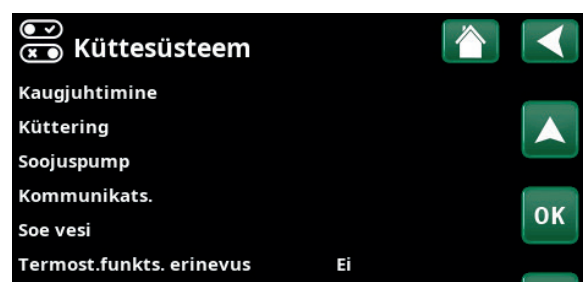 Küttesüsteem
Kaugjuhtimine
Küttering
Soojuspump
Kommunikats.
OK
Soe vesi
Termost.funkts. erinevus Ei